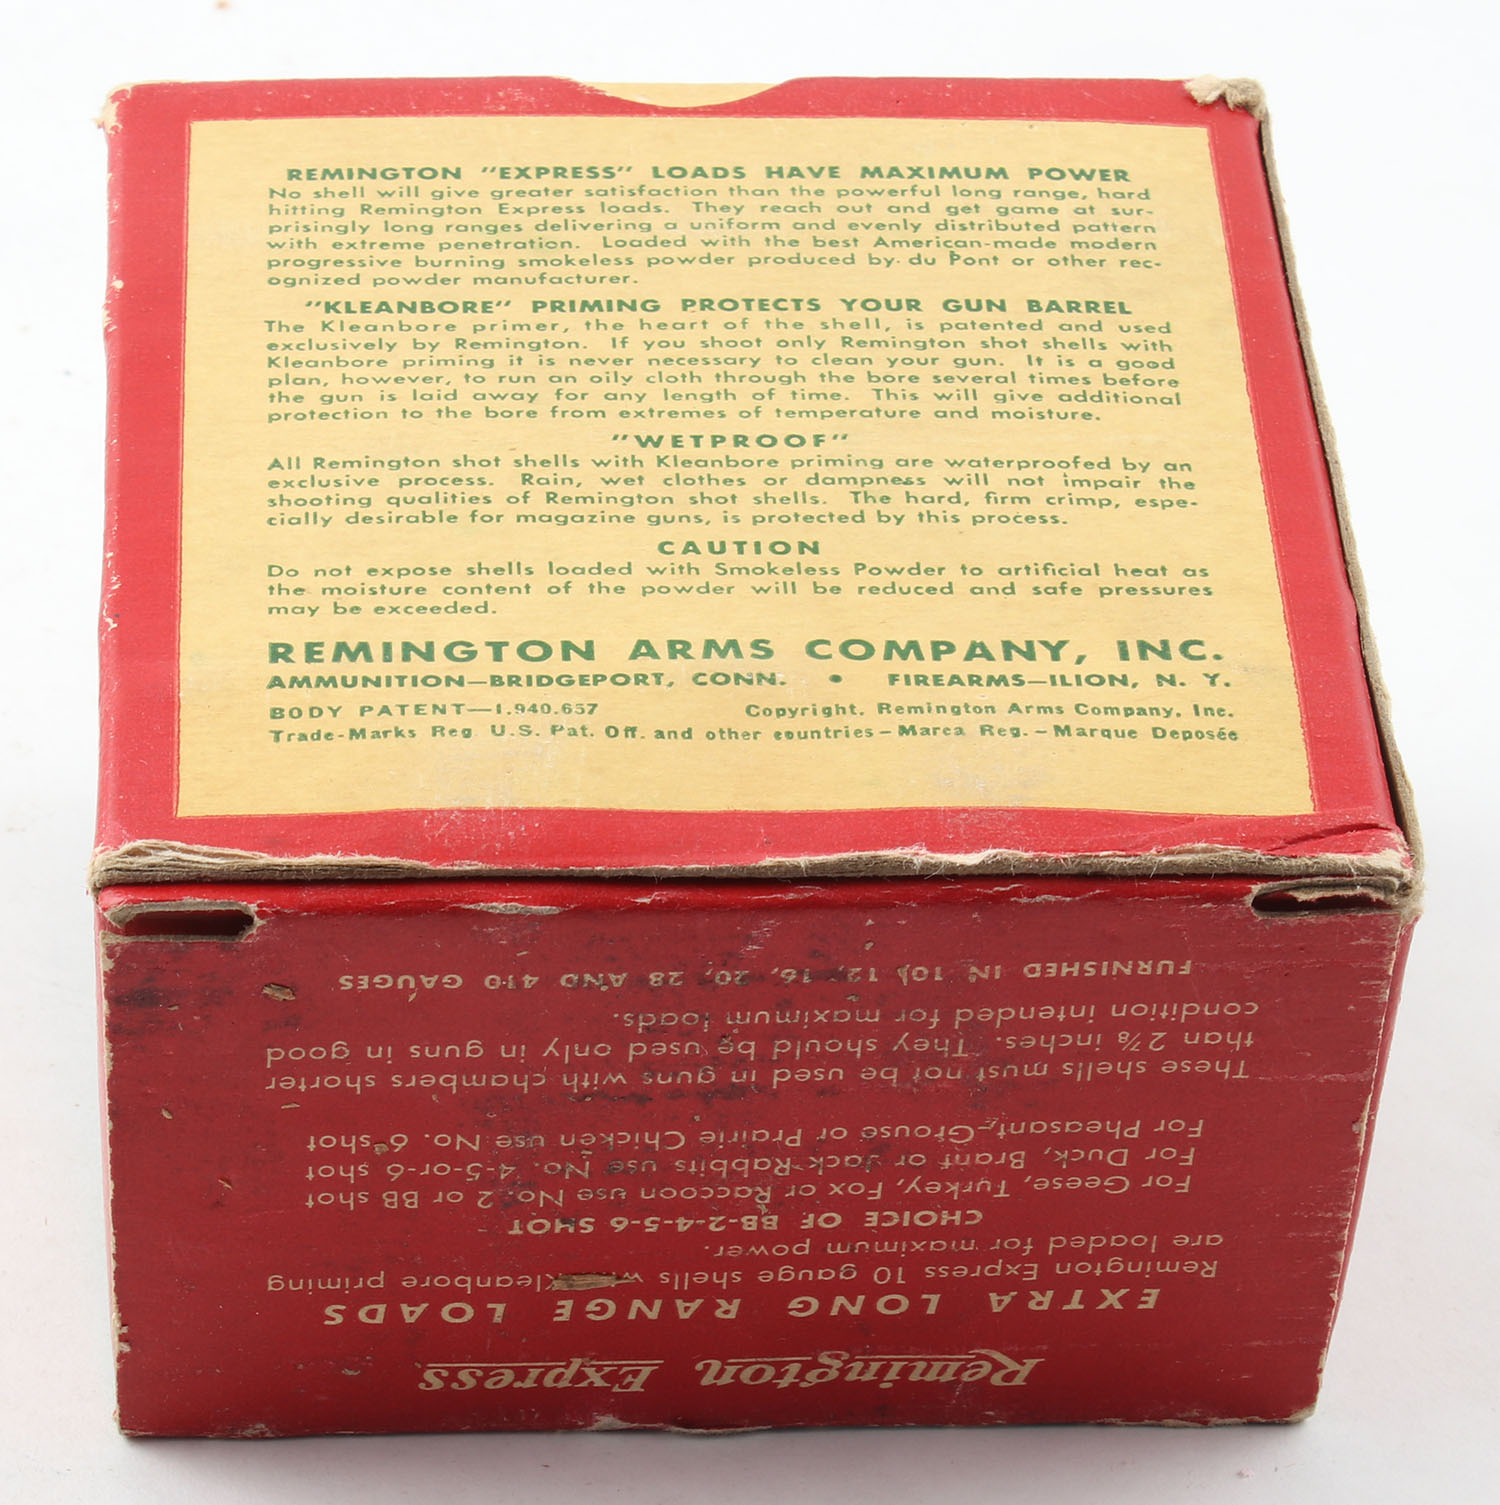 REMINGTON "EXPRESS" LOADS HAVE MAXIMUM POWER
No shell will give greater satisfaction than the powerful long range, hard
hitting Remington Express loads. They reach out and get game at sur-
prisingly long ranges delivering a uniform and evenly distributed pattern
with extreme penetration. Loaded with the best American-made modern
progressive burning smokeless powder produced by du Pont or other rec-
ognized powder manufacturer.
"KLEANBORE" PRIMING PROTECTS YOUR GUN BARREL
The Kleanbore primer, the heart of the shell, is patented and used
exclusively by Remington. If you shoot only Remington shot shells with
Kleanbore priming it is never necessary to clean your gun. It is a good
plan, however, to run an oily cloth through the bore several times before
the gun is laid away for any length of time. This will give additional
protection to the bore from extremes of temperature and moisture.
"WETPROOF"
All Remington shot shells with Kleanbore priming are waterproofed by an
exclusive process. Rain, wet clothes or dampness will not impair the
shooting qualities of Remington shot shells. The hard, firm crimp, espe-
cially desirable for magazine guns, is protected by this process.
CAUTION
Do not expose shells loaded with Smokeless Powder to artificial heat as
the moisture content of the powder will be reduced and safe pressures
may be exceeded.
REMINGTON ARMS COMPANY, INC.
AMMUNITION—BRIDGEPORT, CONN. • FIREARMS—ILION, N. Y.
BODY PATENT—1.940.657 Copyright. Remington Arms Company, Inc.
Trade-Marks Reg. U.S. Pat. Off. and other countries – Marca Reg. – Marque Deposée
Remington Express
EXTRA LONG RANGE LOADS
Remington Express 10 gauge shells with Kleanbore priming
are loaded for maximum power.
CHOICE OF BB-2-4-5-6 SHOT
For Geese, Turkey, Fox or Raccoon use No. 2 or BB shot
For Duck, Brant or Jack Rabbits use No. 4-5-or-6 shot
For Pheasant, Grouse or Prairie Chicken use No. 6 shot
These shells must not be used in guns with chambers shorter
than 2⅞ inches. They should be used only in guns in good
condition intended for maximum loads.
FURNISHED IN 10, 12, 16, 20, 28 AND 410 GAUGES